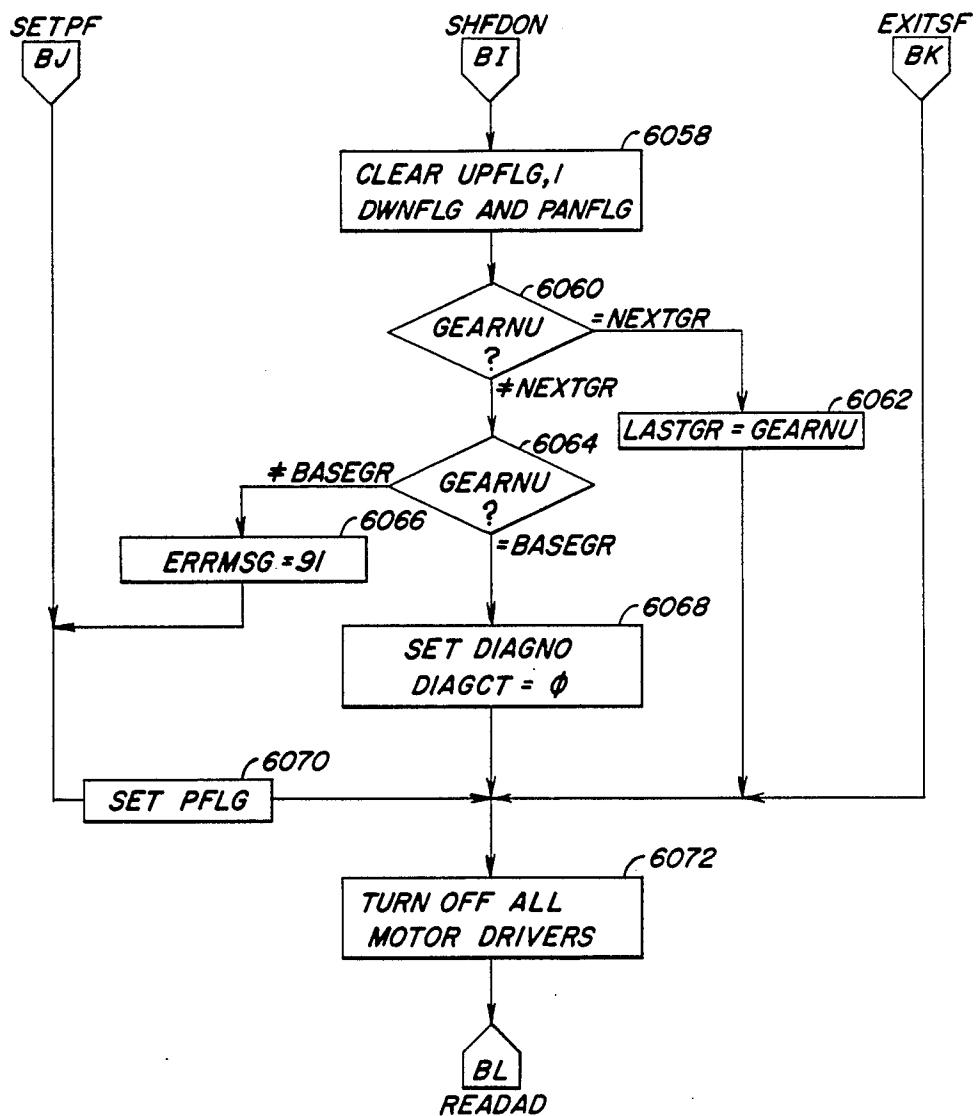 SETPF
BJ
SHFDON
BI
EXITSF
BK
6058
CLEAR UPFLG,1
DWNFLG AND PANFLG
6060
GEARNU
?
=NEXTGR
≠NEXTGR
6062
LASTGR = GEARNU
6064
GEARNU
?
≠BASEGR
=BASEGR
6066
ERRMSG = 91
6068
SET DIAGNO
DIAGCT = ϕ
6070
SET PFLG
6072
TURN OFF ALL
MOTOR DRIVERS
BL
READAD